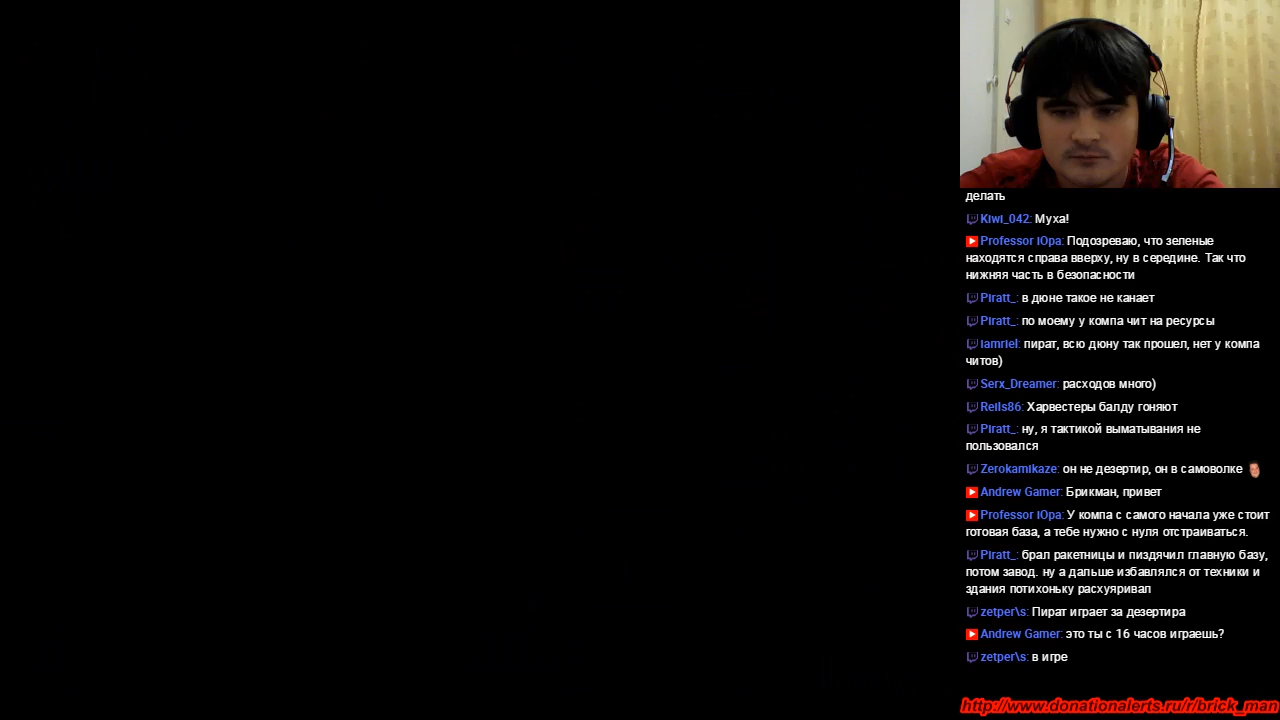 делать
Kiwi_042: Муха!
Professor iOpa: Подозреваю, что зеленые
находятся справа вверху, ну в середине. Так что
нижняя часть в безопасности
Piratt_: в дюне такое не канает
Piratt_: по моему у компа чит на ресурсы
iamriel: пират, всю дюну так прошел, нет у компа
читов)
Serx_Dreamer: расходов много)
Reils86: Харвестеры балду гоняют
Piratt_: ну, я тактикой выматывания не
пользовался
Zerokamikaze: он не дезертир, он в самоволке
Andrew Gamer: Брикман, привет
Professor iOpa: У компа с самого начала уже стоит
готовая база, а тебе нужно с нуля отстраиваться.
Piratt_: брал ракетницы и пиздячил главную базу,
потом завод. ну а дальше избавлялся от техники и
здания потихоньку расхуяривал
zetper\s: Пират играет за дезертира
Andrew Gamer: это ты с 16 часов играешь?
zetper\s: в игре
http://www.donationalerts.ru/r/brick_man